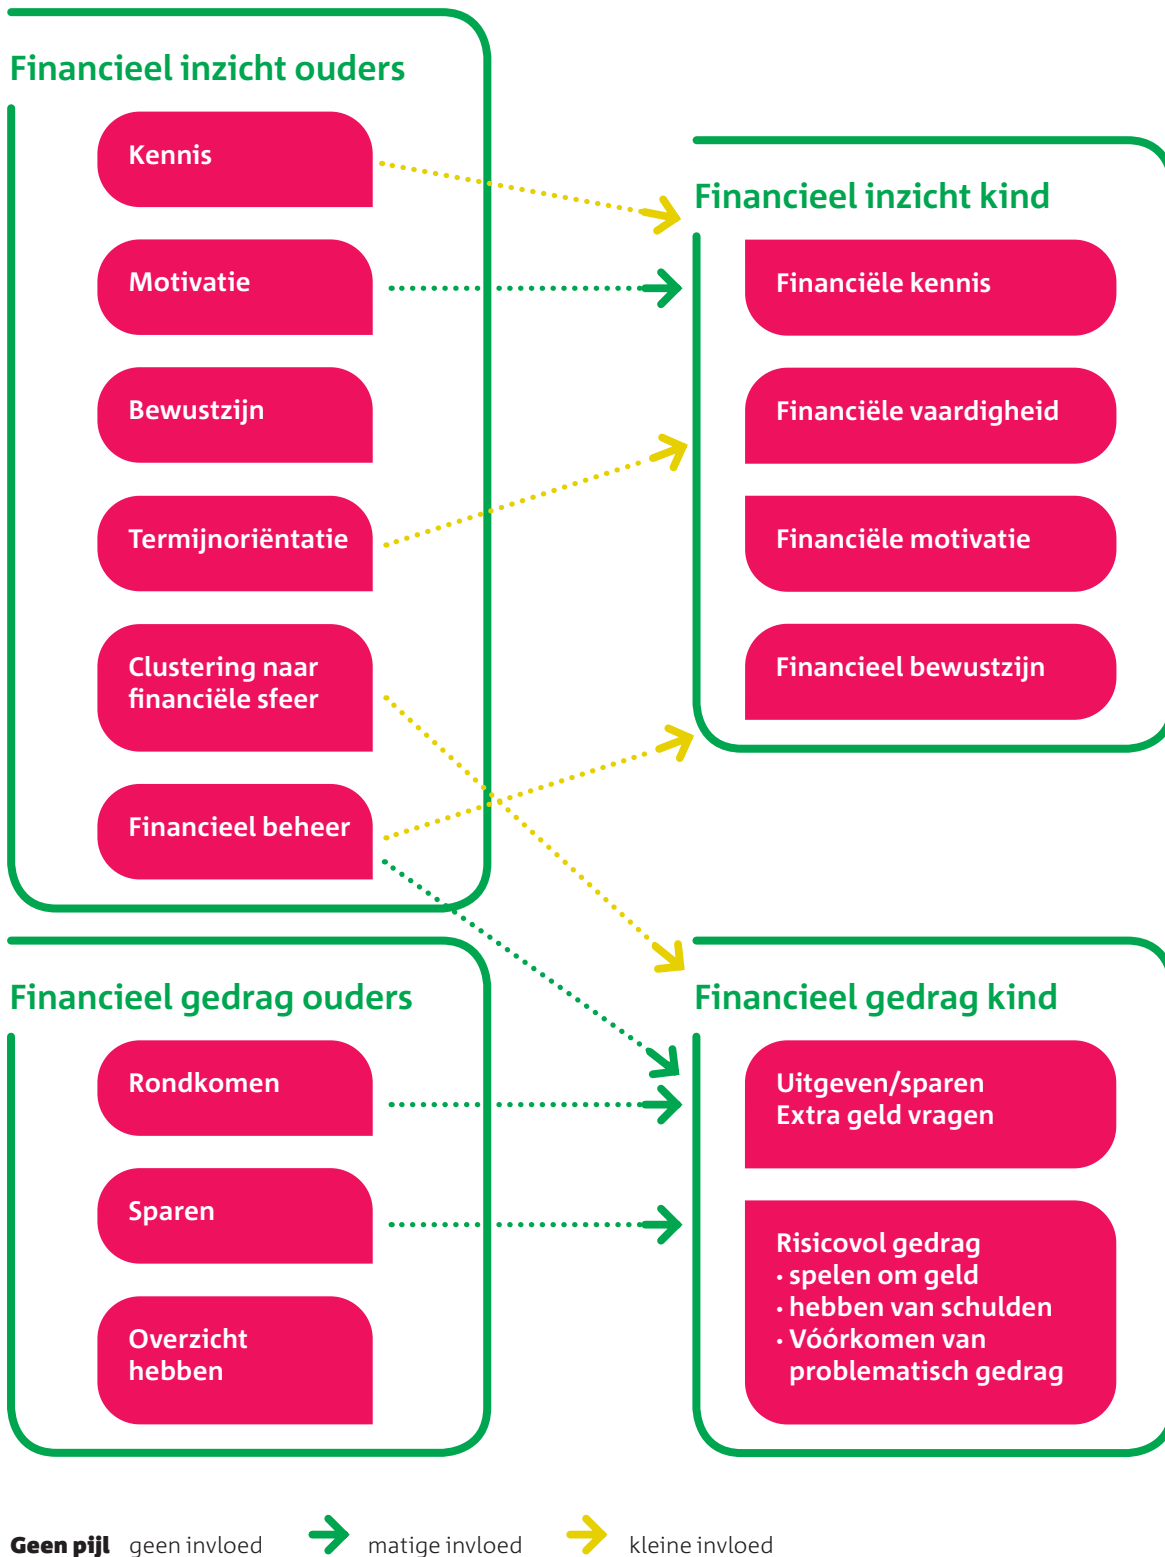 Financieel inzicht ouders
Kennis
Motivatie
Bewustzijn
Termijnoriëntatie
Clustering naar
financiële sfeer
Financieel beheer
Financieel inzicht kind
Financiële kennis
Financiële vaardigheid
Financiële motivatie
Financieel bewustzijn
Financieel gedrag ouders
Rondkomen
Sparen
Overzicht
hebben
Financieel gedrag kind
Uitgeven/sparen
Extra geld vragen
Risicovol gedrag
• spelen om geld
• hebben van schulden
• Vóórkomen van
problematisch gedrag
Geen pijl geen invloed matige invloed kleine invloed